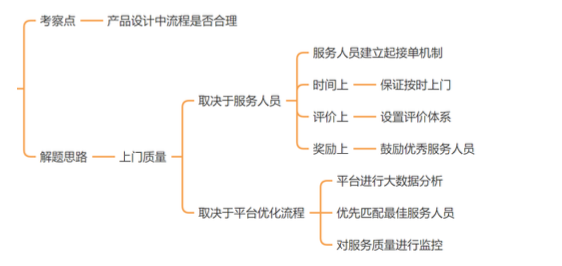 考察点
产品设计中流程是否合理
解题思路
上门质量
取决于服务人员
服务人员建立起接单机制
时间上
保证按时上门
评价上
设置评价体系
奖励上
鼓励优秀服务人员
取决于平台优化流程
平台进行大数据分析
优先匹配最佳服务人员
对服务质量进行监控